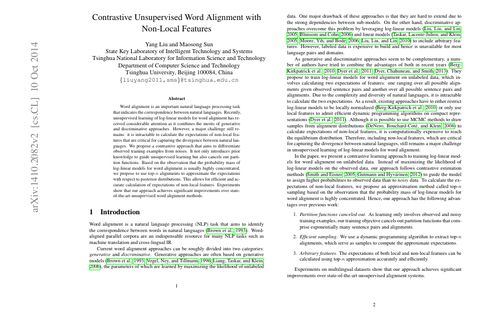 Contrastive Unsupervised Word Alignment with
Non-Local Features
Yang Liu and Maosong Sun
State Key Laboratory of Intelligent Technology and Systems
Tsinghua National Laboratory for Information Science and Technology
Department of Computer Science and Technology
Tsinghua University, Beijing 100084, China
{liuyang2011,sms}@tsinghua.edu.cn
arXiv:1410.2082v2 [cs.CL] 10 Oct 2014
Abstract
Word alignment is an important natural language processing task
that indicates the correspondence between natural languages. Recently,
unsupervised learning of log-linear models for word alignment has re-
ceived considerable attention as it combines the merits of generative
and discriminative approaches. However, a major challenge still re-
mains: it is intractable to calculate the expectations of non-local fea-
tures that are critical for capturing the divergence between natural lan-
guages. We propose a contrastive approach that aims to differentiate
observed training examples from noises. It not only introduces prior
knowledge to guide unsupervised learning but also cancels out parti-
tion functions. Based on the observation that the probability mass of
log-linear models for word alignment is usually highly concentrated,
we propose to use top-n alignments to approximate the expectations
with respect to posterior distributions. This allows for efficient and ac-
curate calculation of expectations of non-local features. Experiments
show that our approach achieves significant improvements over state-
of-the-art unsupervised word alignment methods.
1 Introduction
Word alignment is a natural language processing (NLP) task that aims to identify
the correspondence between words in natural languages (Brown et al., 1993). Word-
aligned parallel corpora are an indispensable resource for many NLP tasks such as
machine translation and cross-lingual IR.
Current word alignment approaches can be roughly divided into two categories:
generative and discriminative. Generative approaches are often based on generative
models (Brown et al., 1993; Vogel, Ney, and Tillmann, 1996; Liang, Taskar, and Klein,
2006), the parameters of which are learned by maximizing the likelihood of unlabeled
1
data. One major drawback of these approaches is that they are hard to extend due to
the strong dependencies between sub-models. On the other hand, discriminative ap-
proaches overcome this problem by leveraging log-linear models (Liu, Liu, and Lin,
2005; Blunsom and Cohn, 2006) and linear models (Taskar, Lacoste-Julien, and Klein,
2005; Moore, Yih, and Bode, 2006; Liu, Liu, and Lin, 2010) to include arbitrary fea-
tures. However, labeled data is expensive to build and hence is unavailable for most
language pairs and domains.
As generative and discriminative approaches seem to be complementary, a num-
ber of authors have tried to combine the advantages of both in recent years (Berg-
Kirkpatrick et al., 2010; Dyer et al., 2011; Dyer, Chahuneau, and Smith, 2013). They
propose to train log-linear models for word alignment on unlabeled data, which in-
volves calculating two expectations of features: one ranging over all possible align-
ments given observed sentence pairs and another over all possible sentence pairs and
alignments. Due to the complexity and diversity of natural languages, it is intractable
to calculate the two expectations. As a result, existing approaches have to either restrict
log-linear models to be locally normalized (Berg-Kirkpatrick et al., 2010) or only use
local features to admit efficient dynamic programming algorithms on compact repre-
sentations (Dyer et al., 2011). Although it is possible to use MCMC methods to draw
samples from alignment distributions (DeNero, Bouchard-Côté, and Klein, 2008) to
calculate expectations of non-local features, it is computationally expensive to reach
the equilibrium distribution. Therefore, including non-local features, which are critical
for capturing the divergence between natural languages, still remains a major challenge
in unsupervised learning of log-linear models for word alignment.
In this paper, we present a contrastive learning approach to training log-linear mod-
els for word alignment on unlabeled data. Instead of maximizing the likelihood of
log-linear models on the observed data, our approach follows contrastive estimation
methods (Smith and Eisner, 2005; Gutmann and Hyvärinen, 2012) to guide the model
to assign higher probabilities to observed data than to noisy data. To calculate the ex-
pectations of non-local features, we propose an approximation method called top-n
sampling based on the observation that the probability mass of log-linear models for
word alignment is highly concentrated. Hence, our approach has the following advan-
tages over previous work:
1. Partition functions canceled out. As learning only involves observed and noisy
training examples, our training objective cancels out partition functions that com-
prise exponentially many sentence pairs and alignments.
2. Efficient sampling. We use a dynamic programming algorithm to extract top-n
alignments, which serve as samples to compute the approximate expectations.
3. Arbitrary features. The expectations of both local and non-local features can be
calculated using top-n approximation accurately and efficiently.
Experiments on multilingual datasets show that our approach achieves significant
improvements over state-of-the-art unsupervised alignment systems.
2